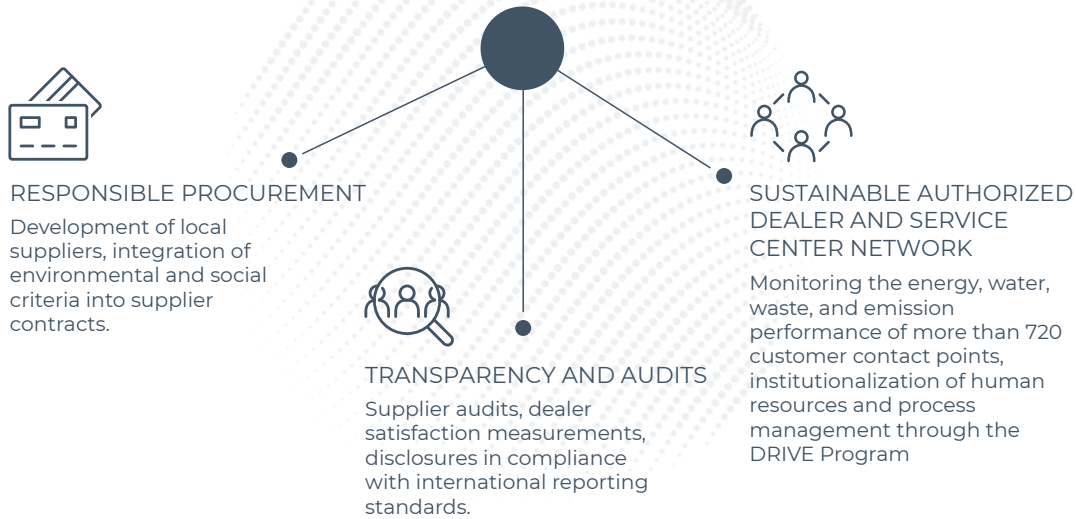 RESPONSIBLE PROCUREMENT
Development of local
suppliers, integration of
environmental and social
criteria into supplier
contracts.
TRANSPARENCY AND AUDITS
Supplier audits, dealer
satisfaction measurements,
disclosures in compliance
with international reporting
standards.
SUSTAINABLE AUTHORIZED
DEALER AND SERVICE
CENTER NETWORK
Monitoring the energy, water,
waste, and emission
performance of more than 720
customer contact points,
institutionalization of human
resources and process
management through the
DRIVE Program